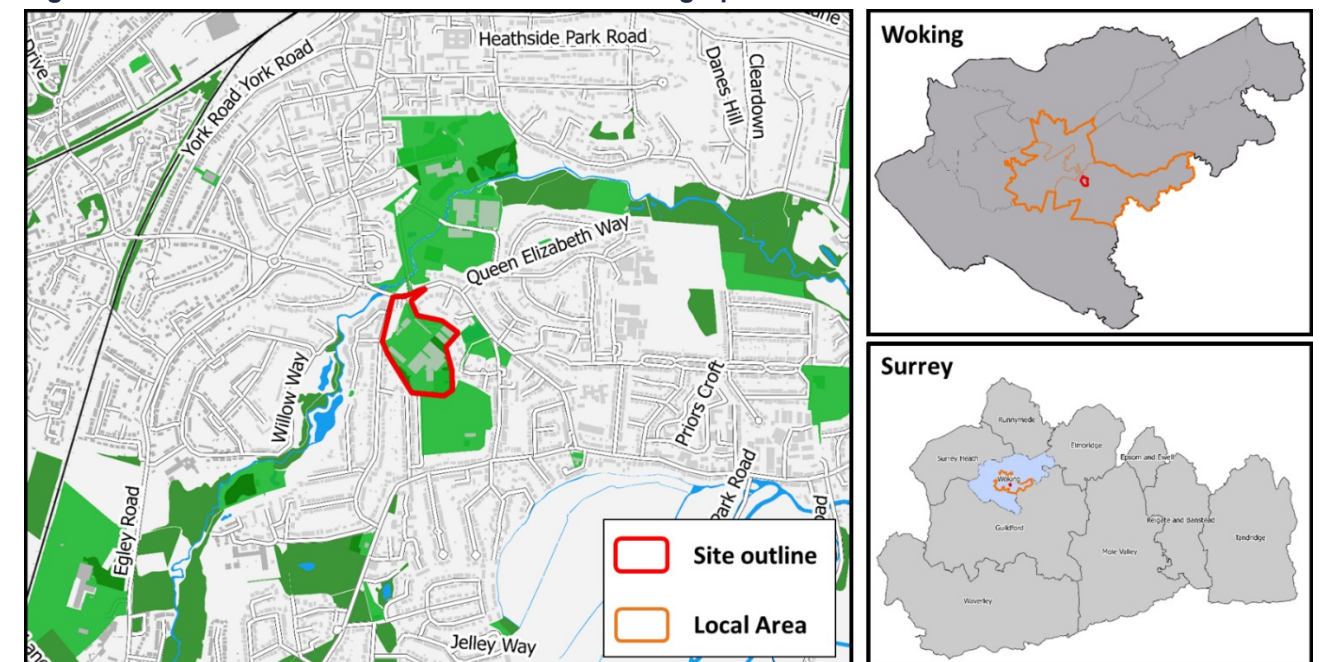 Heathside Park Road
Danes Hill
Cleardown
Drive
York Road
York Road
Queen Elizabeth Way
Willow Way
Priors Croft
Park Road
Egley Road
Jelley Way
Site outline
Local Area
Woking
Surrey
Runnymede
Surrey Heath
Elmbridge
Epsom and Ewell
Woking
Guildford
Mole Valley
Reigate and Banstead
Tandridge
Waverley